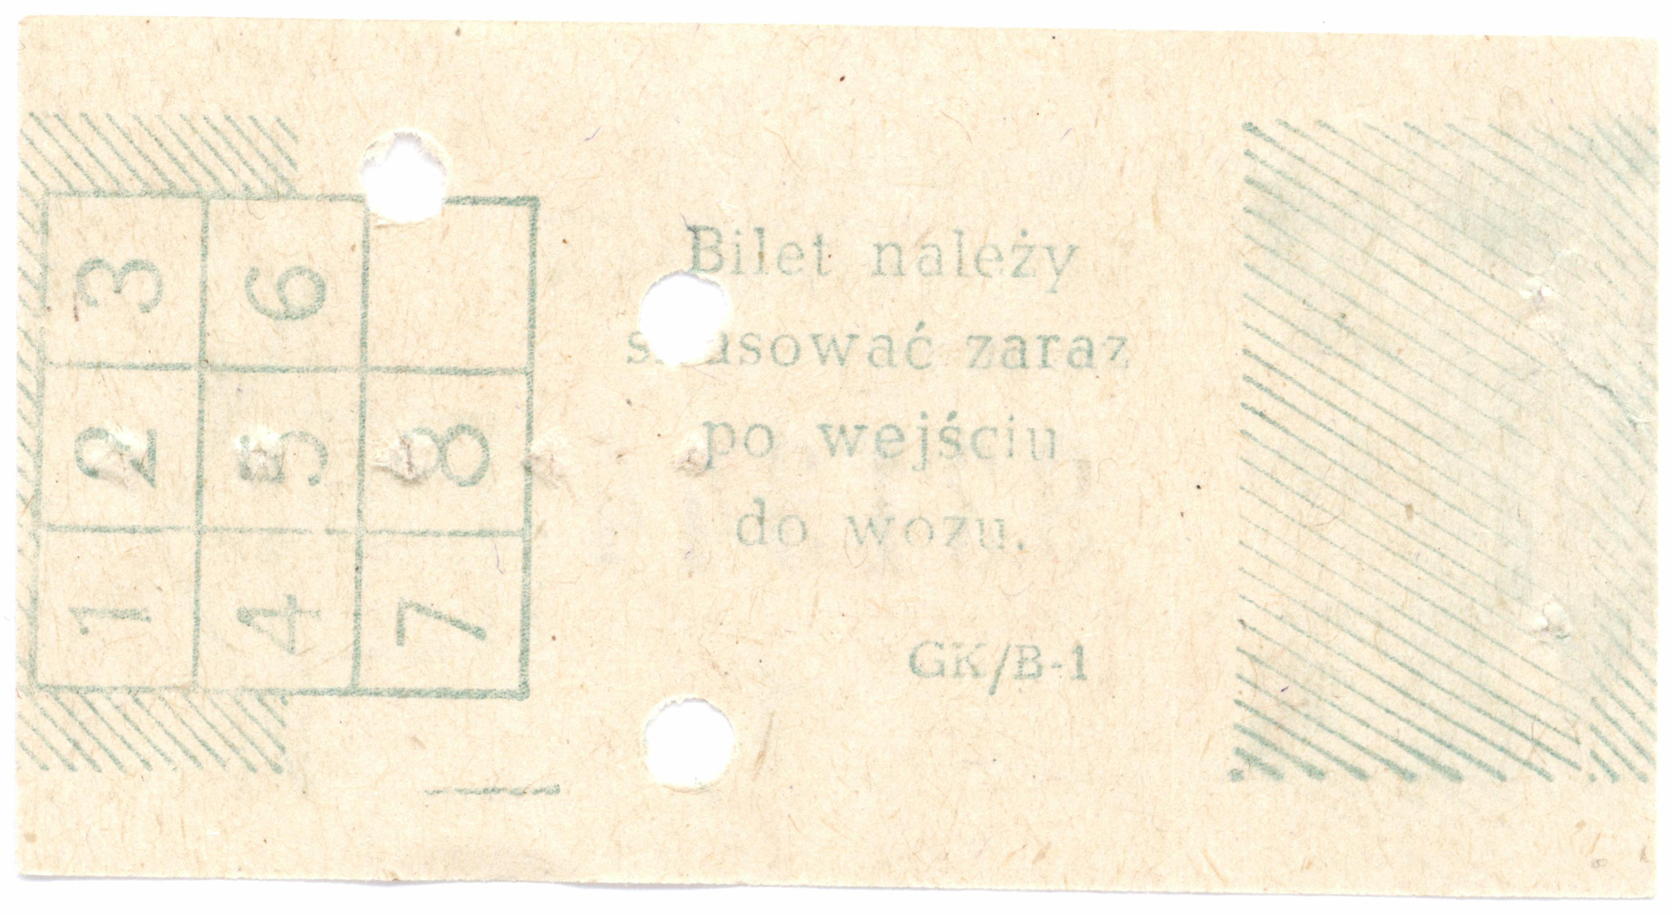 1 2 3
4 5 6
7 8
Bilet należy
skasować zaraz
po wejściu
do wozu.
GK/B-1